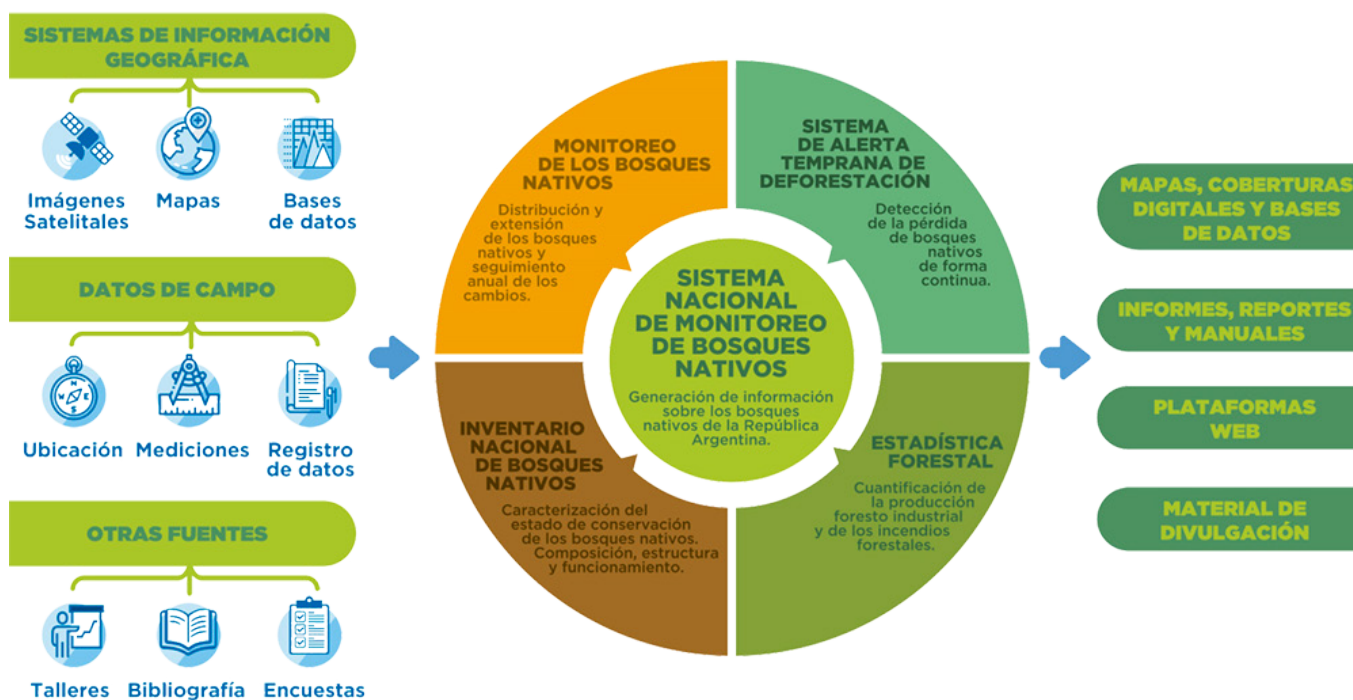 SISTEMAS DE INFORMACIÓN
GEOGRÁFICA
Imágenes
Satelitales
Mapas
Bases
de datos
DATOS DE CAMPO
Ubicación
Mediciones
Registro
de datos
OTRAS FUENTES
Talleres
Bibliografía
Encuestas
MONITOREO
DE LOS BOSQUES
NATIVOS
Distribución y
extensión
de los bosques
nativos y
seguimiento
anual de los
cambios.
SISTEMA
DE ALERTA
TEMPRANA DE
DEFORESTACIÓN
Detección
de la pérdida
de bosques
nativos
de forma
continua.
SISTEMA
NACIONAL
DE MONITOREO
DE BOSQUES
NATIVOS
Generación de información
sobre los bosques
nativos de la República
Argentina.
INVENTARIO
NACIONAL
DE BOSQUES
NATIVOS
Caracterización del
estado de conservación
de los bosques nativos.
Composición, estructura
y funcionamiento.
ESTADÍSTICA
FORESTAL
Cuantificación de
la producción
foresto industrial
y de los incendios
forestales.
MAPAS, COBERTURAS
DIGITALES Y BASES
DE DATOS
INFORMES, REPORTES
Y MANUALES
PLATAFORMAS
WEB
MATERIAL DE
DIVULGACIÓN